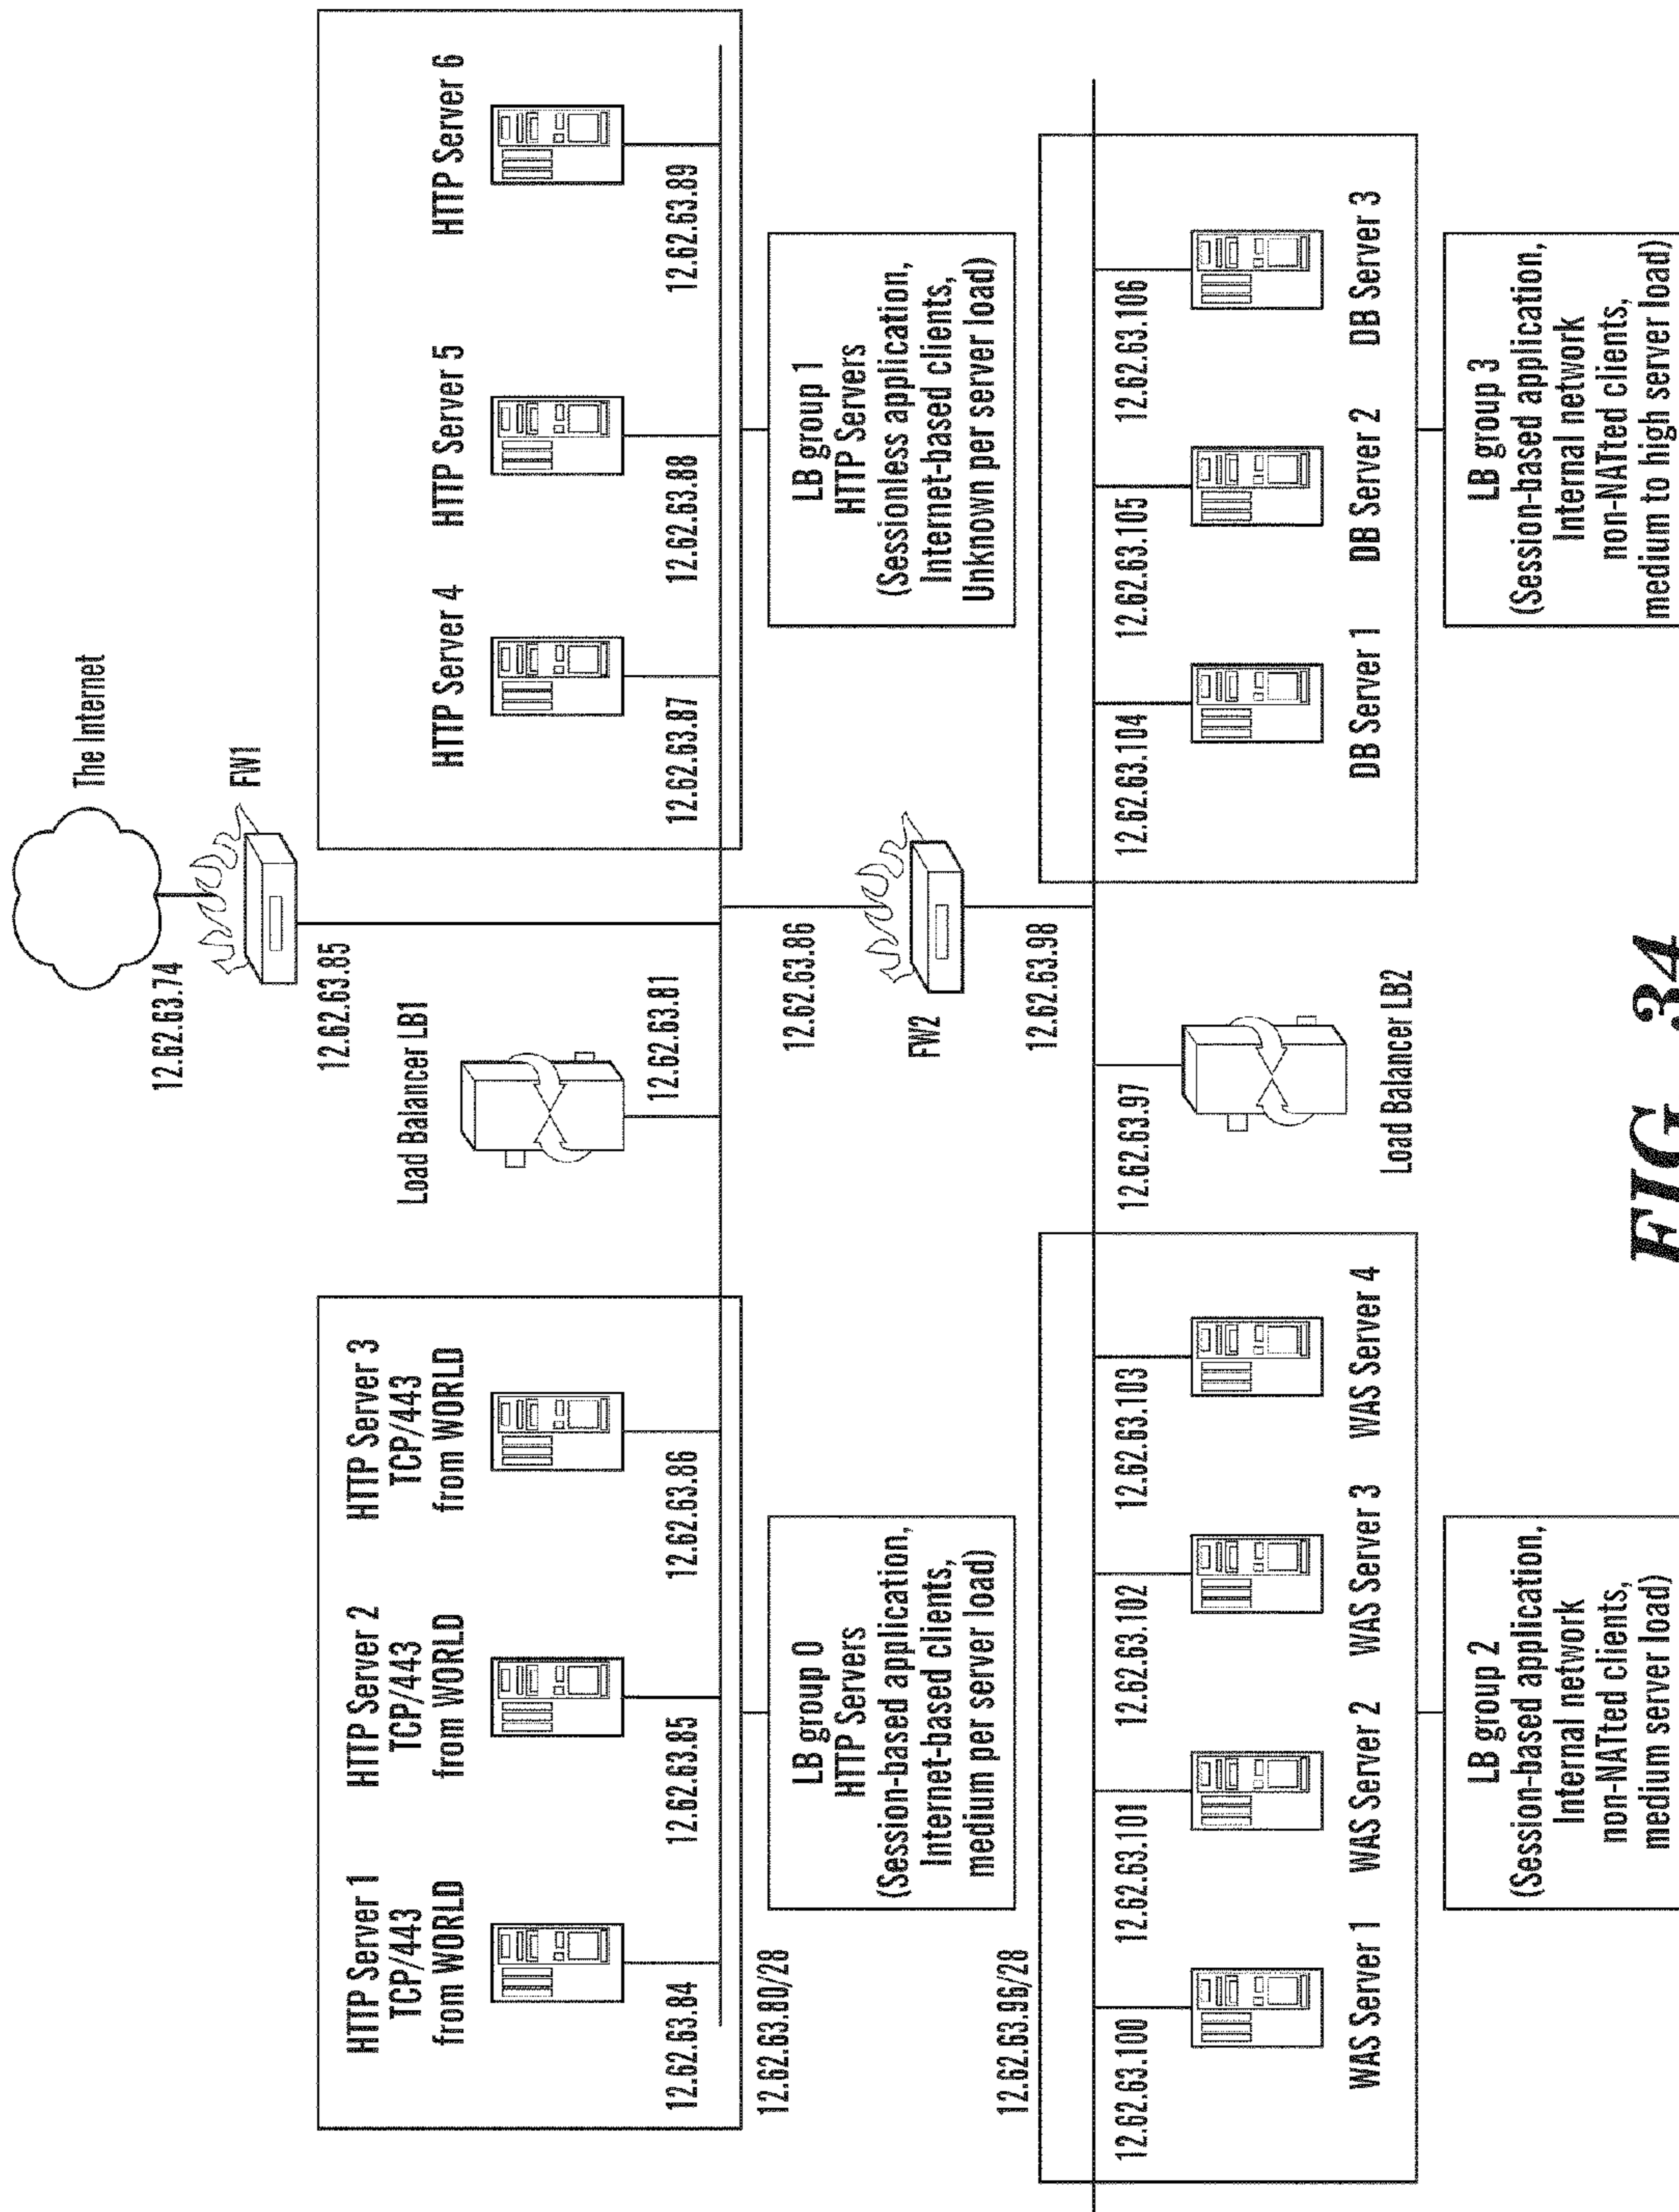 The Internet
12.62.63.74
FW1
12.62.63.85
Load Balancer LB1
12.62.63.81
HTTP Server 1
TCP/443
from WORLD
12.62.63.84
HTTP Server 2
TCP/443
from WORLD
12.62.63.85
HTTP Server 3
TCP/443
from WORLD
12.62.63.86
HTTP Server 4
12.62.63.87
HTTP Server 5
12.62.63.88
HTTP Server 6
12.62.63.89
12.62.63.80/28
LB group 0
HTTP Servers
(Session-based application,
Internet-based clients,
medium per server load)
12.62.63.86
FW2
12.62.63.98
LB group 1
HTTP Servers
(Sessionless application,
Internet-based clients,
Unknown per server load)
12.62.63.96/28
12.62.63.100
WAS Server 1
12.62.63.101
WAS Server 2
12.62.63.102
WAS Server 3
12.62.63.103
WAS Server 4
12.62.63.97
Load Balancer LB2
12.62.63.104
DB Server 1
12.62.63.105
DB Server 2
12.62.63.106
DB Server 3
LB group 2
(Session-based application,
Internal network
non-NATted clients,
medium server load)
LB group 3
(Session-based application,
Internal network
non-NATted clients,
medium to high server load)
FIG. 34